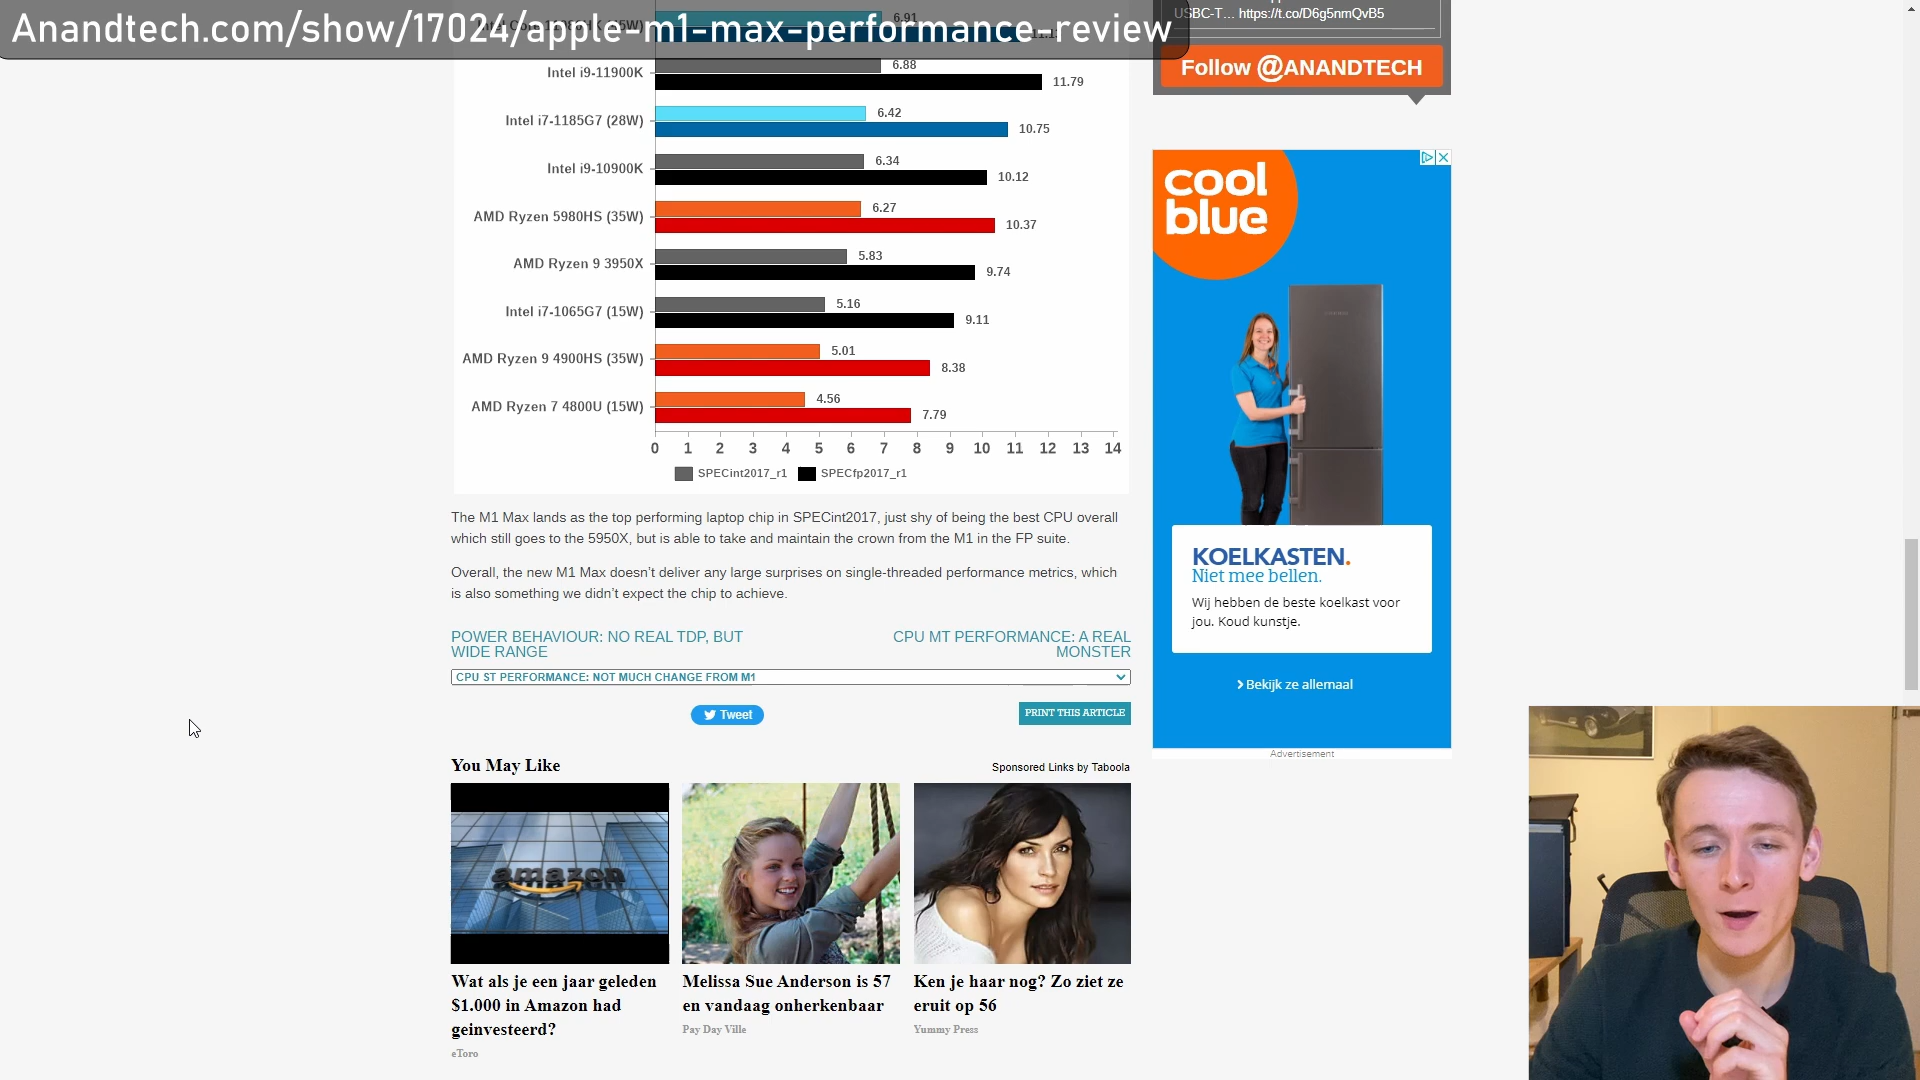 Anandtech.com/show/17024/apple-m1-max-performance-review
6.91
USBC-T... https://t.co/D6g5nmQvB5
Follow @ANANDTECH
Intel i9-11900K
6.88
11.79
Intel i7-1185G7 (28W)
6.42
10.75
Intel i9-10900K
6.34
10.12
AMD Ryzen 5980HS (35W)
6.27
10.37
AMD Ryzen 9 3950X
5.83
9.74
Intel i7-1065G7 (15W)
5.16
9.11
AMD Ryzen 9 4900HS (35W)
5.01
8.38
AMD Ryzen 7 4800U (15W)
4.56
7.79
0 1 2 3 4 5 6 7 8 9 10 11 12 13 14
SPECint2017_r1 SPECfp2017_r1
The M1 Max lands as the top performing laptop chip in SPECint2017, just shy of being the best CPU overall
which still goes to the 5950X, but is able to take and maintain the crown from the M1 in the FP suite.
Overall, the new M1 Max doesn't deliver any large surprises on single-threaded performance metrics, which
is also something we didn't expect the chip to achieve.
POWER BEHAVIOUR: NO REAL TDP, BUT
WIDE RANGE
CPU MT PERFORMANCE: A REAL
MONSTER
CPU ST PERFORMANCE: NOT MUCH CHANGE FROM M1
Tweet
PRINT THIS ARTICLE
You May Like
Sponsored Links by Taboola
amazon
Wat als je een jaar geleden
$1.000 in Amazon had
geinvesteerd?
eToro
Melissa Sue Anderson is 57
en vandaag onherkenbaar
Pay Day Ville
Ken je haar nog? Zo ziet ze
eruit op 56
Yummy Press
cool
blue
KOELKASTEN.
Niet mee bellen.
Wij hebben de beste koelkast voor
jou. Koud kunstje.
Bekijk ze allemaal
Advertisement